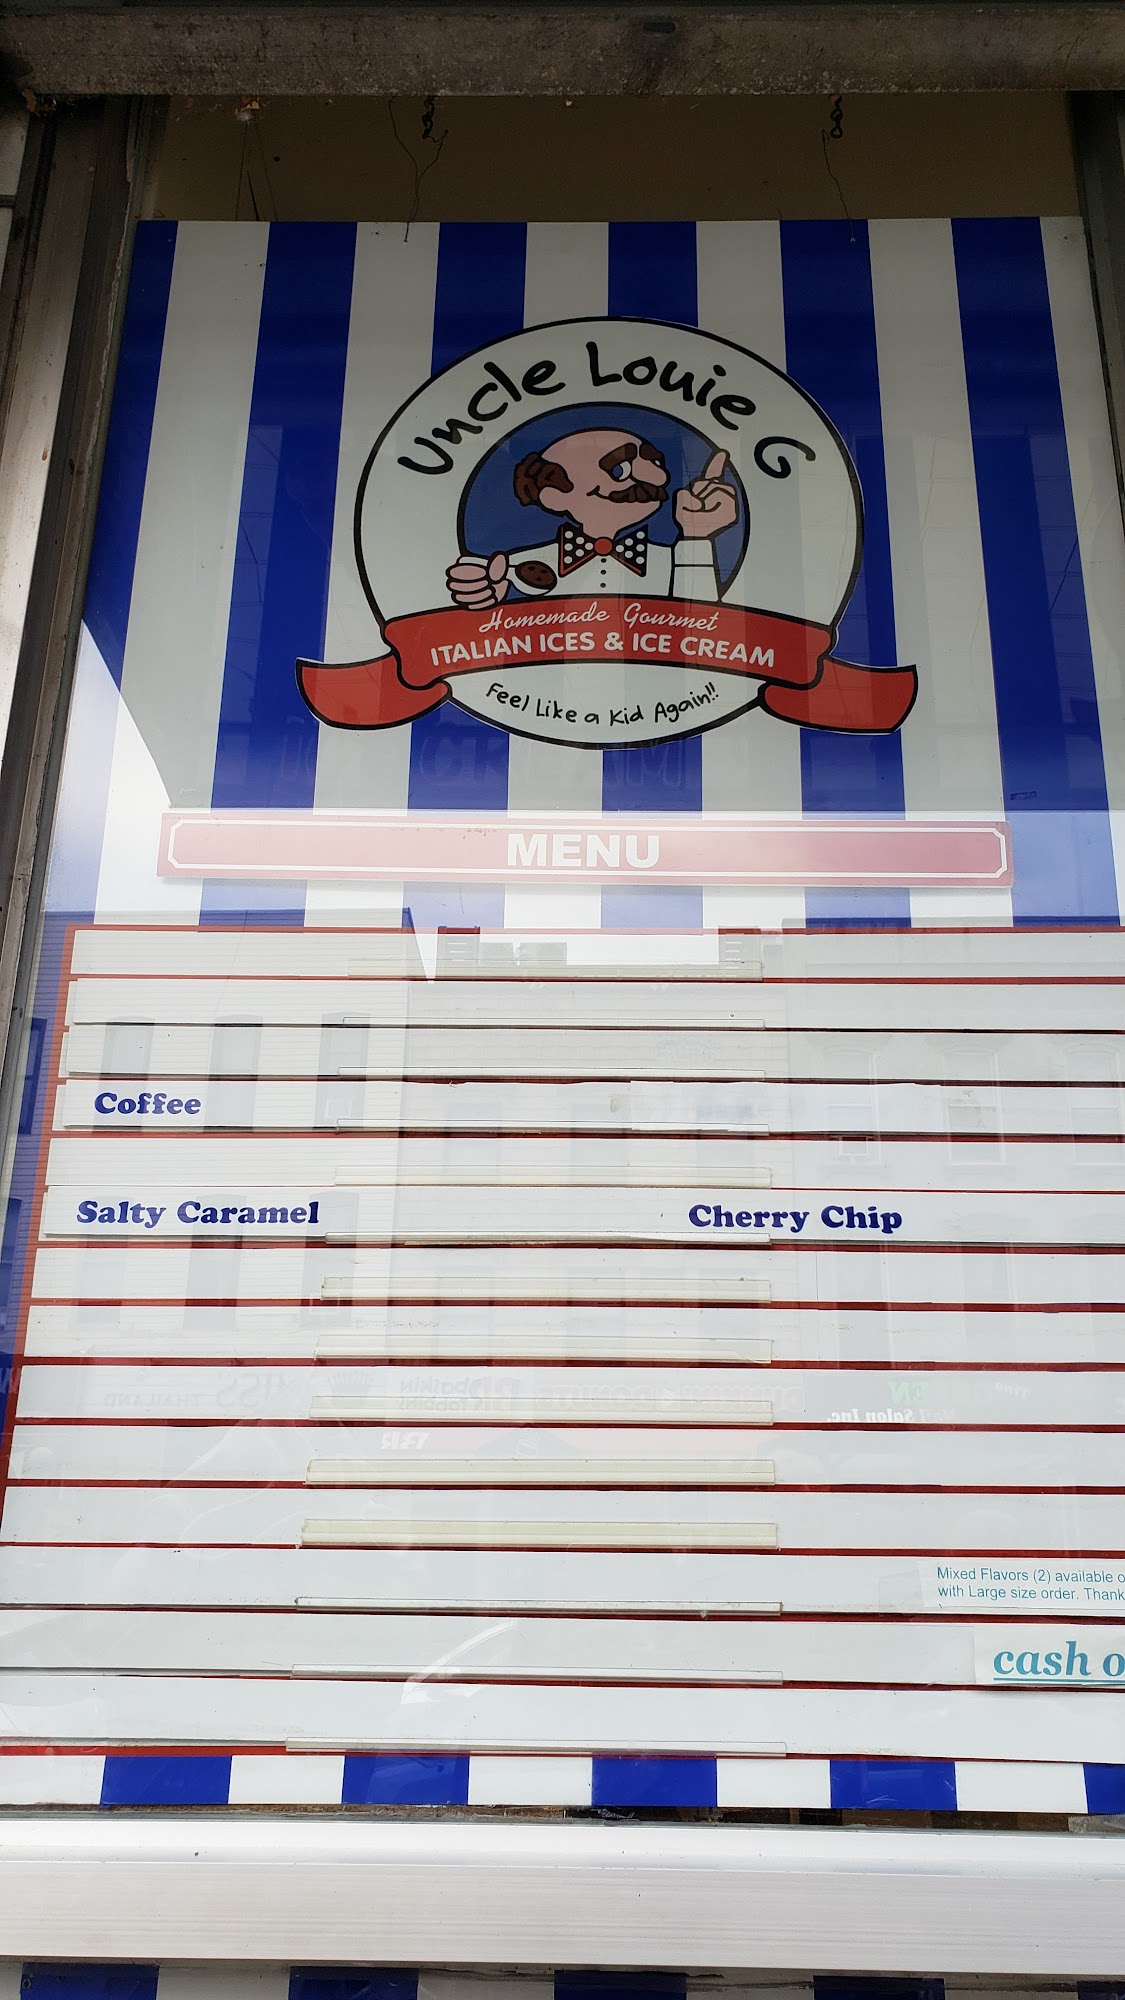 Uncle Louie G
Homemade Gourmet
ITALIAN ICES & ICE CREAM
Feel Like a Kid Again!!
MENU
Coffee
Salty Caramel Cherry Chip
Mixed Flavors (2) available
with Large size order. Thank
cash